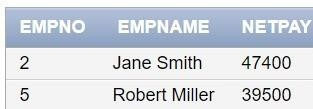 EMPNO EMPNAME NETPAY
2 Jane Smith 47400
5 Robert Miller 39500